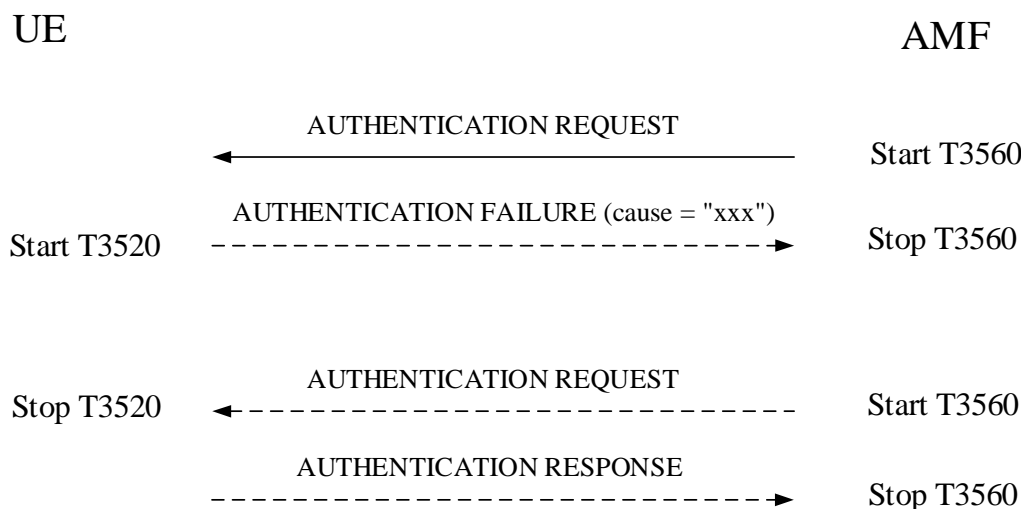 UE
AMF
AUTHENTICATION REQUEST
Start T3560
AUTHENTICATION FAILURE (cause = "xxx")
Start T3520
Stop T3560
AUTHENTICATION REQUEST
Stop T3520
Start T3560
AUTHENTICATION RESPONSE
Stop T3560